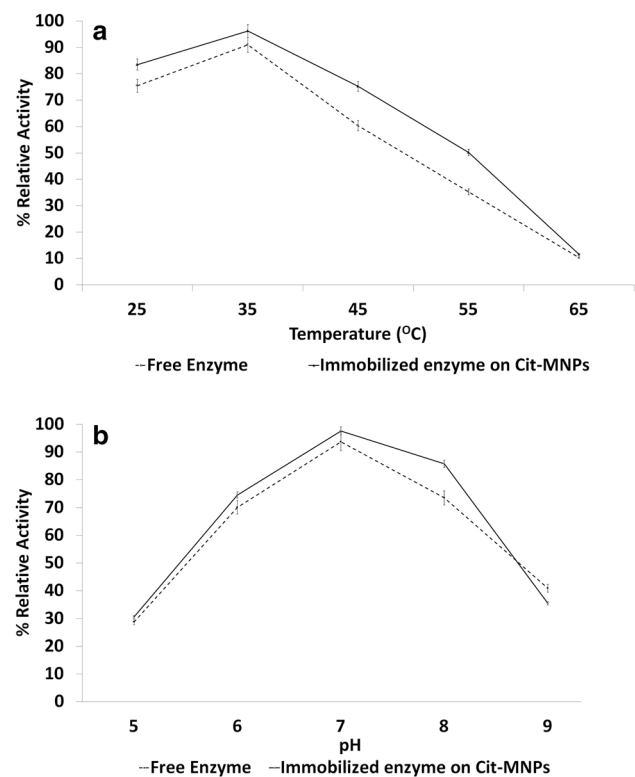 a
% Relative Activity
100
90
80
70
60
50
40
30
20
10
0
25 35 45 55 65
Temperature (ᴼC)
Free Enzyme Immobilized enzyme on Cit-MNPs
b
% Relative Activity
100
90
80
70
60
50
40
30
20
10
0
5 6 7 8 9
pH
Free Enzyme Immobilized enzyme on Cit-MNPs